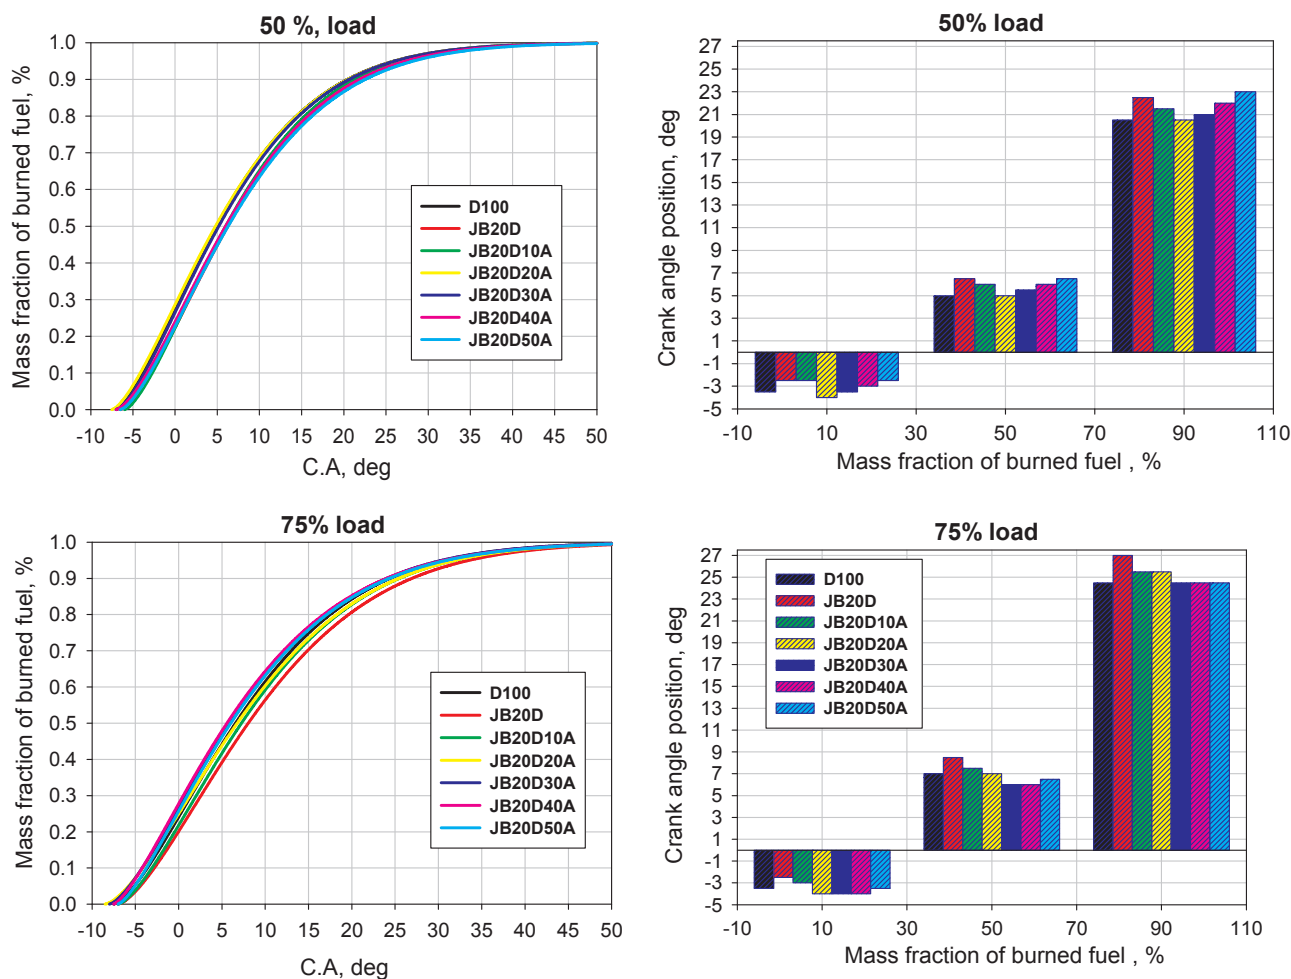 50 %, load
1.0
0.9
0.8
0.7
0.6
0.5
0.4
0.3
0.2
0.1
0.0
Mass fraction of burned fuel, %
D100
JB20D
JB20D10A
JB20D20A
JB20D30A
JB20D40A
JB20D50A
-10 -5 0 5 10 15 20 25 30 35 40 45 50
C.A, deg
50% load
27
25
23
21
19
17
15
13
11
9
7
5
3
1
-1
-3
-5
Crank angle position, deg
-10 10 30 50 70 90 110
Mass fraction of burned fuel , %
75% load
1.0
0.9
0.8
0.7
0.6
0.5
0.4
0.3
0.2
0.1
0.0
Mass fraction of burned fuel, %
D100
JB20D
JB20D10A
JB20D20A
JB20D30A
JB20D40A
JB20D50A
-10 -5 0 5 10 15 20 25 30 35 40 45 50
C.A, deg
75% load
27
25
23
21
19
17
15
13
11
9
7
5
3
1
-1
-3
-5
Crank angle position, deg
D100
JB20D
JB20D10A
JB20D20A
JB20D30A
JB20D40A
JB20D50A
-10 10 30 50 70 90 110
Mass fraction of burned fuel , %